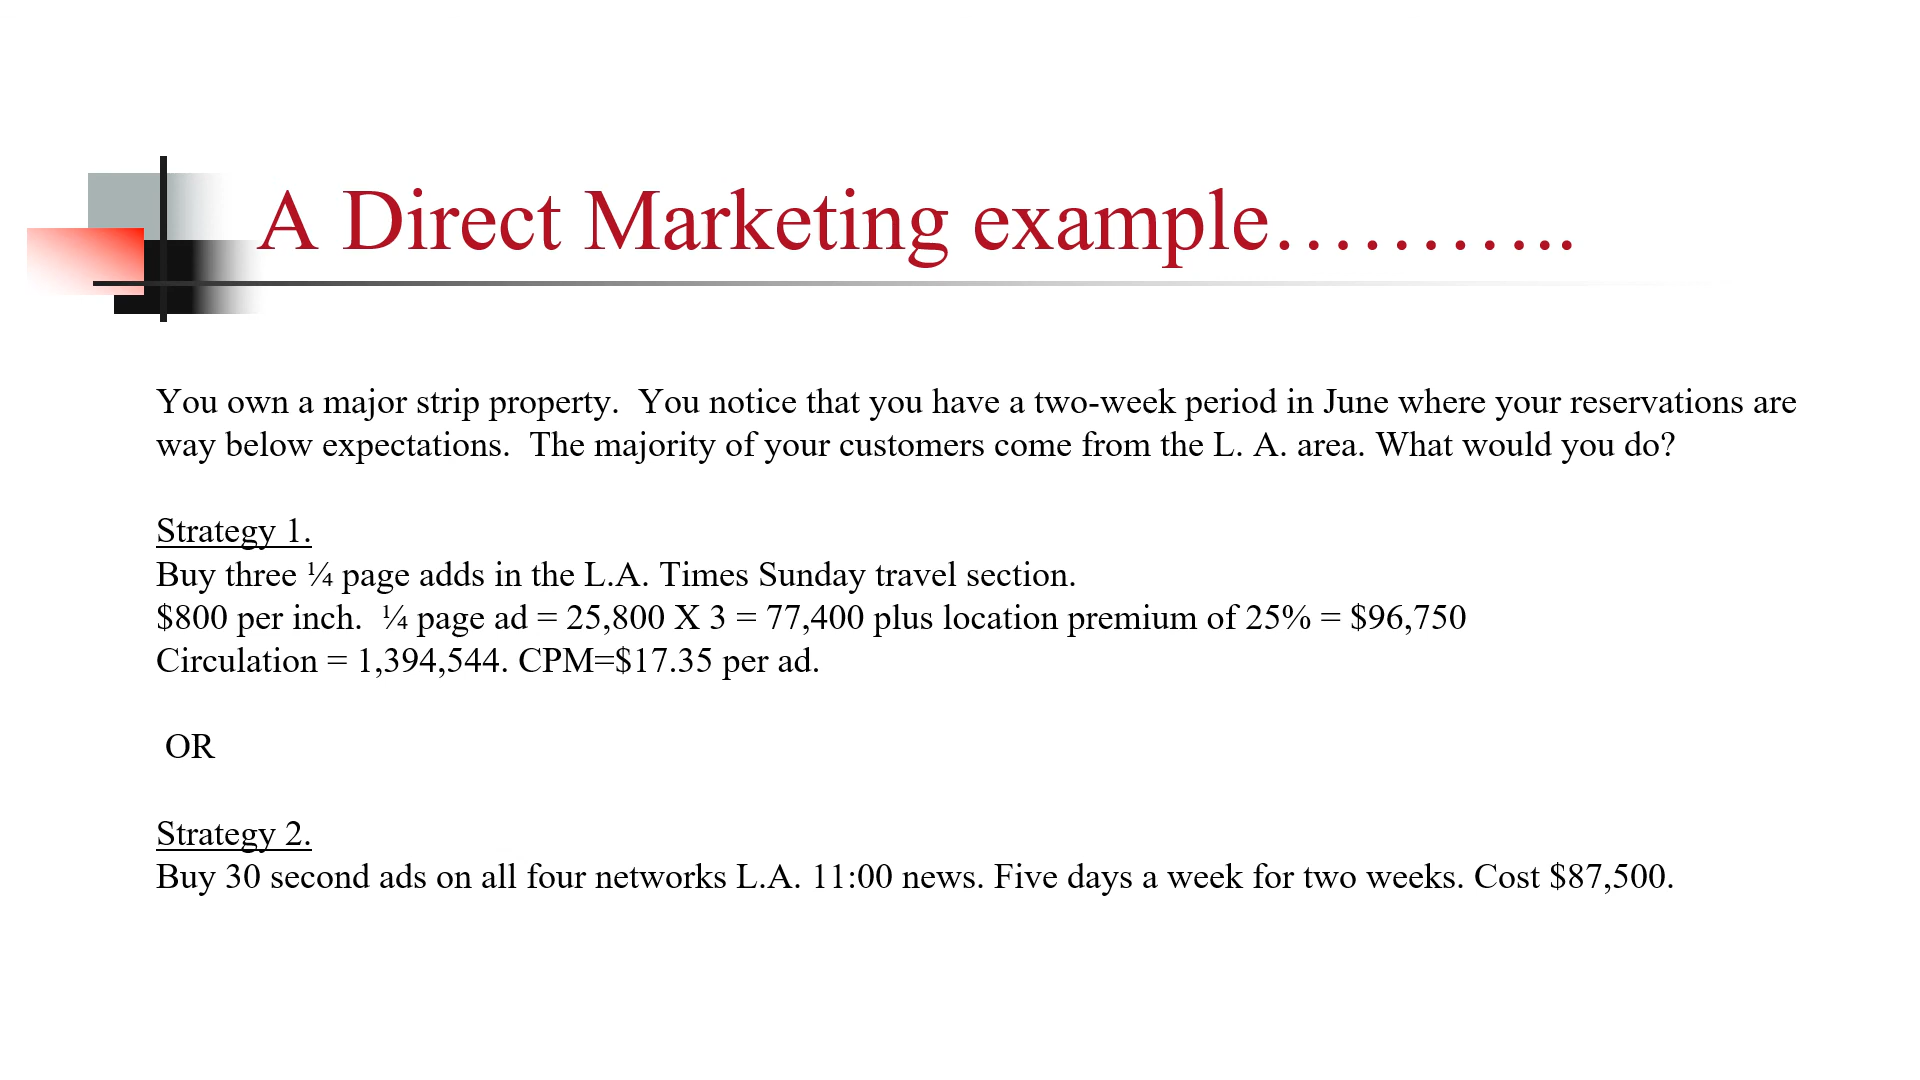 A Direct Marketing example………..
You own a major strip property.  You notice that you have a two-week period in June where your reservations are
way below expectations.  The majority of your customers come from the L. A. area. What would you do?
Strategy 1.
Buy three ¼ page adds in the L.A. Times Sunday travel section.
$800 per inch.  ¼ page ad = 25,800 X 3 = 77,400 plus location premium of 25% = $96,750
Circulation = 1,394,544. CPM=$17.35 per ad.
OR
Strategy 2.
Buy 30 second ads on all four networks L.A. 11:00 news. Five days a week for two weeks. Cost $87,500.